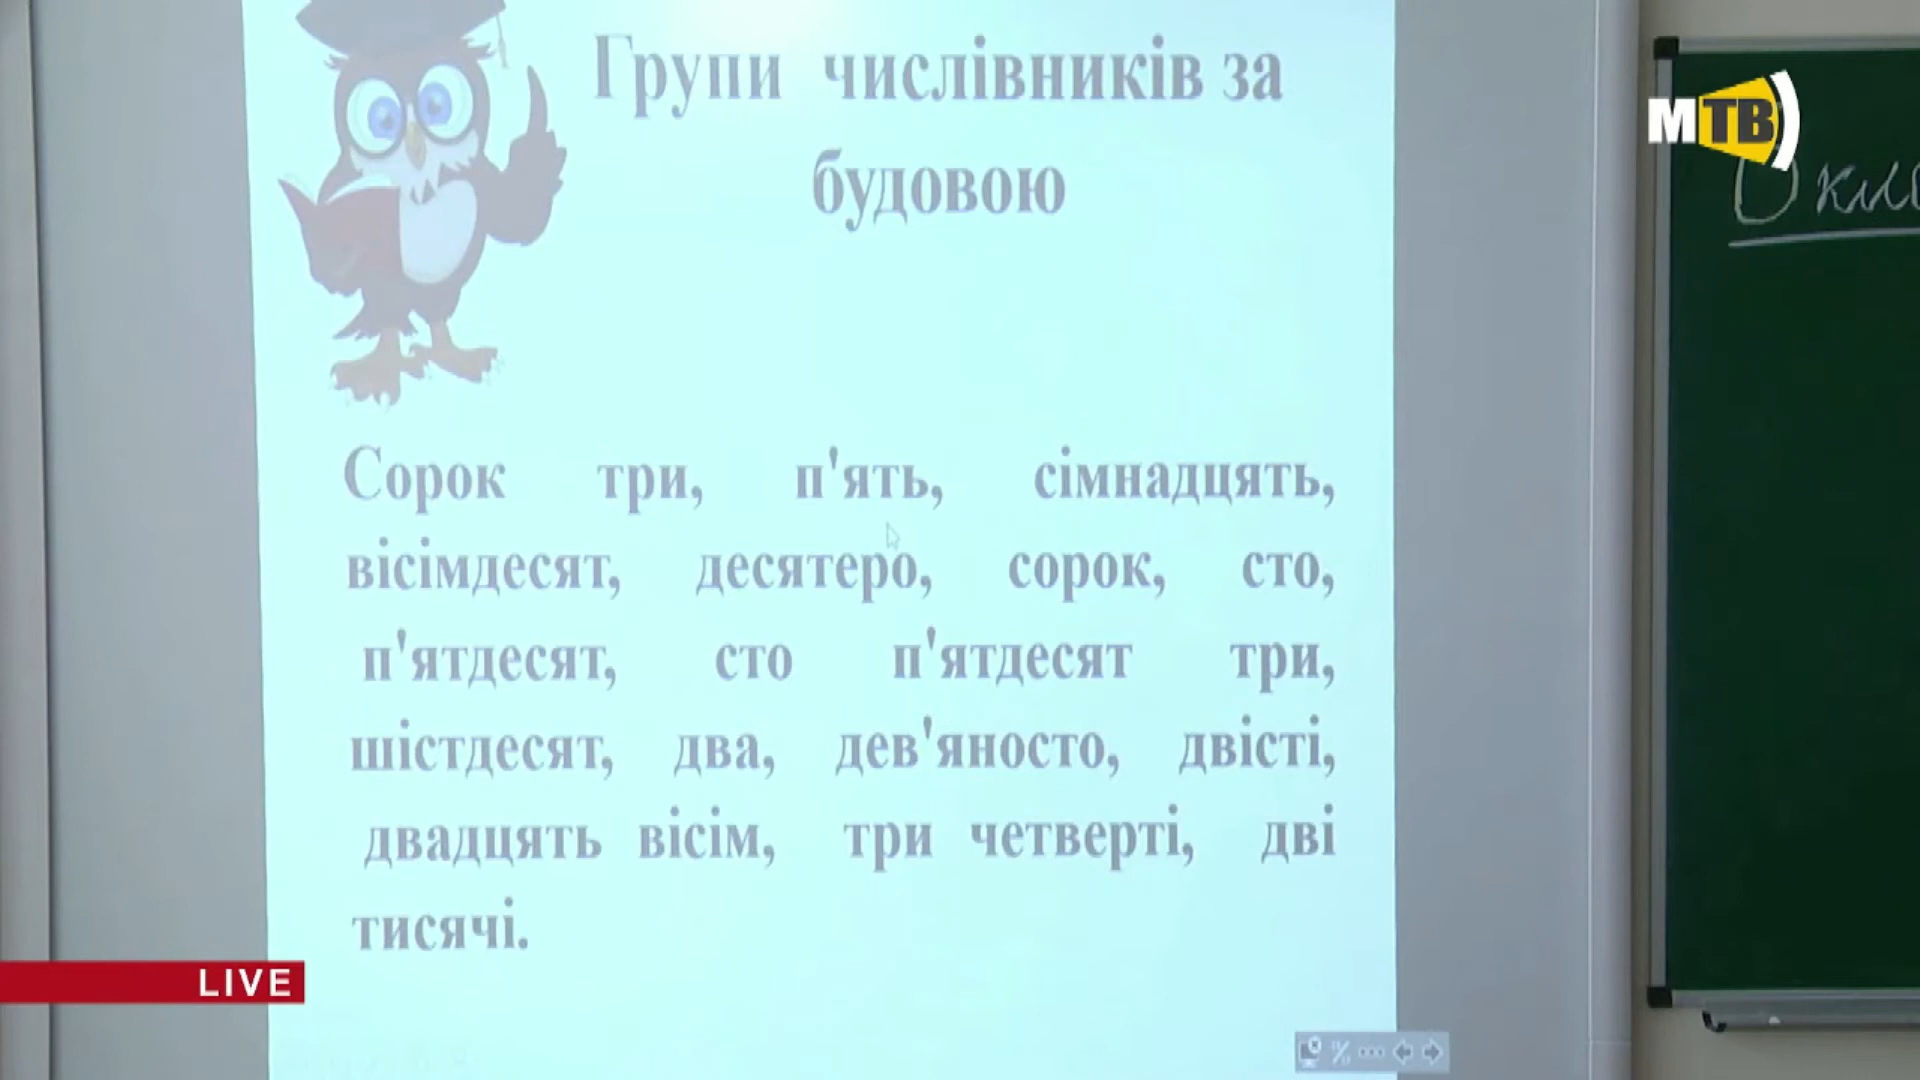 Групи числівників за
будовою
МТВ
Сорок три, п'ять, сімнадцять,
вісімдесят, десятеро, сорок, сто,
п'ятдесят, сто п'ятдесят три,
шістдесят, два, дев'яносто, двісті,
двадцять вісім, три четверті, дві
тисячі.
LIVE